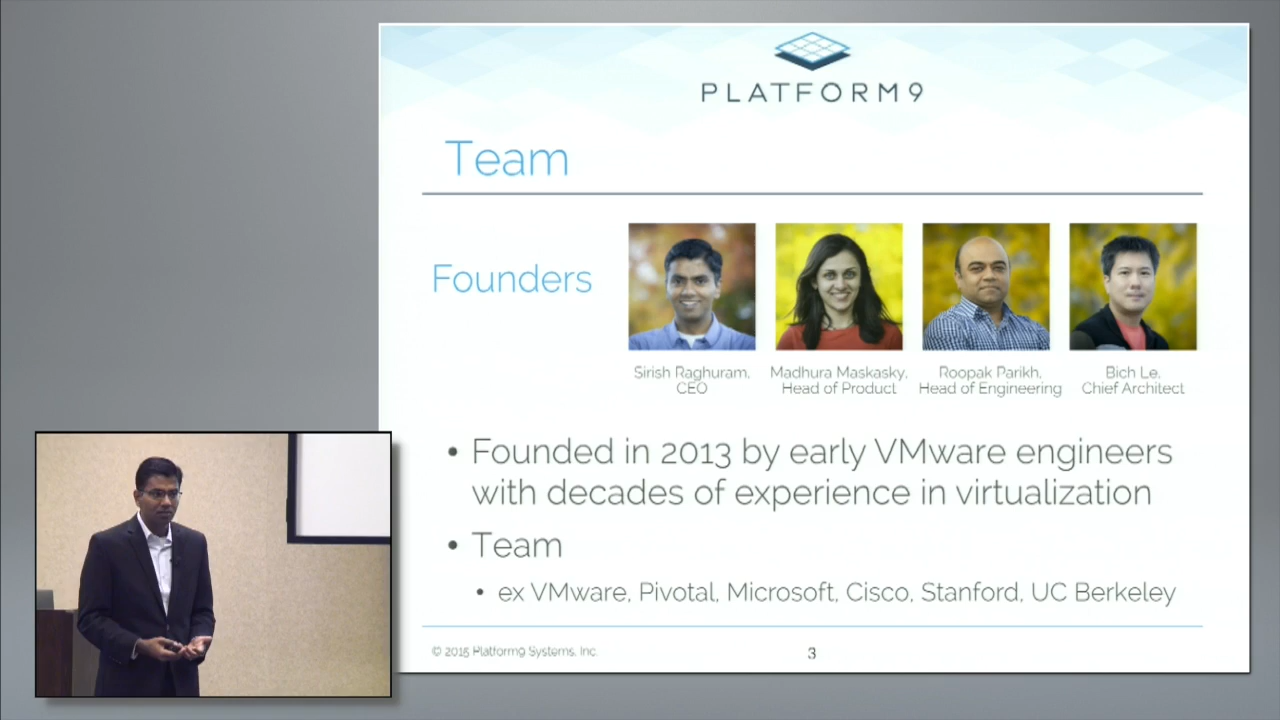 PLATFORM9
Team
Founders
Sirish Raghuram,
CEO
Madhura Maskasky,
Head of Product
Roopak Parikh,
Head of Engineering
Bich Le,
Chief Architect
• Founded in 2013 by early VMware engineers
with decades of experience in virtualization
• Team
• ex VMware, Pivotal, Microsoft, Cisco, Stanford, UC Berkeley
© 2015 Platform9 Systems, Inc.
3